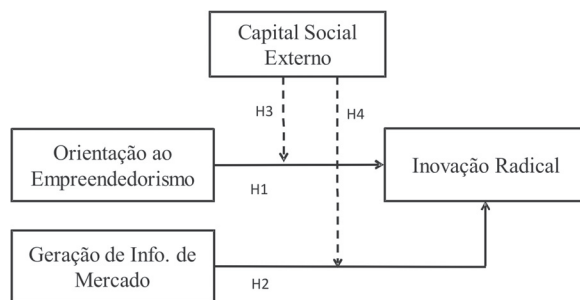 Capital Social
Externo
H3
H4
Orientação ao
Empreendedorismo
H1
Inovação Radical
Geração de Info. de
Mercado
H2